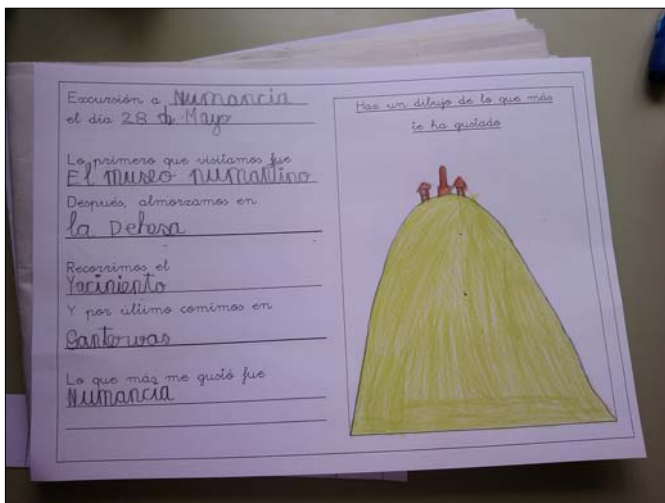 Excursión a Numancia
el día 28 de Mayo
Lo primero que visitamos fue
El museo numantino
Después, almorzamos en
la Dehesa
Recorrimos el
Yaciniento
Y por último comimos en
Ganterwas
Lo que más me gustó fue
Numancia
Haz un dibujo de lo que más
te ha gustado